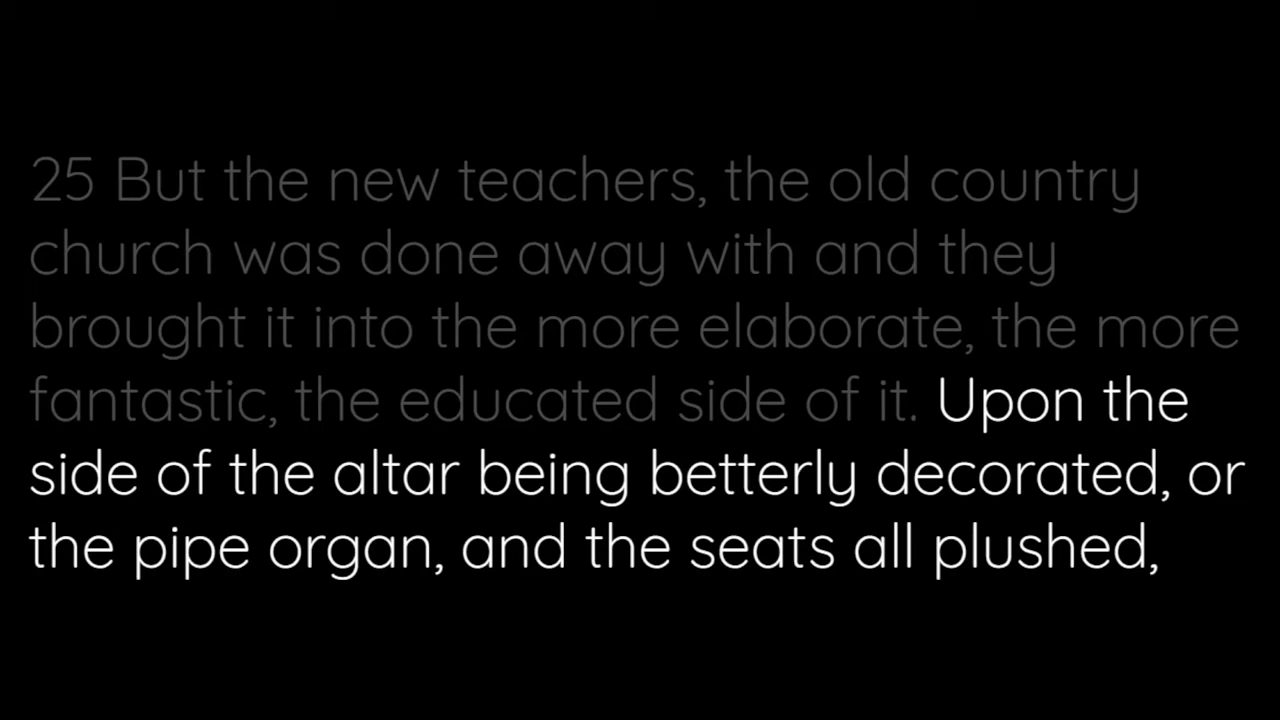 25 But the new teachers, the old country
church was done away with and they
brought it into the more elaborate, the more
fantastic, the educated side of it. Upon the
side of the altar being betterly decorated, or
the pipe organ, and the seats all plushed,